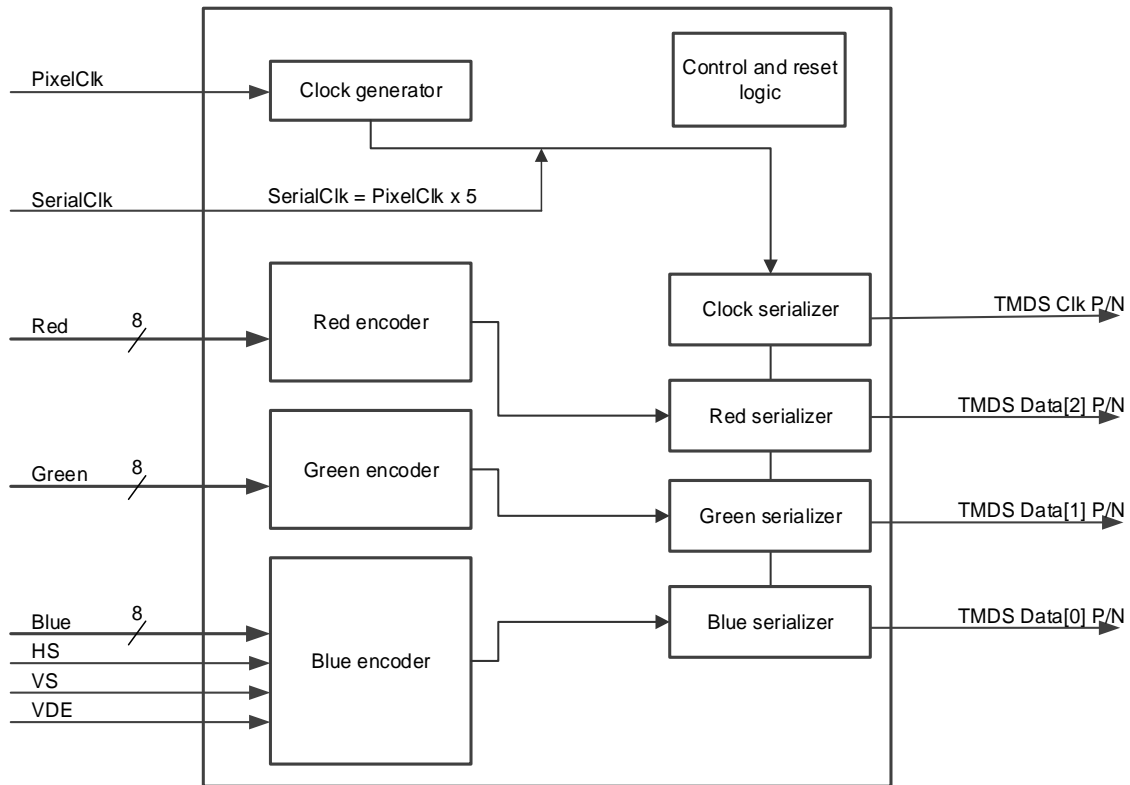 PixelClk
Clock generator
Control and reset
logic
SerialClk
SerialClk = PixelClk x 5
Red
8
Red encoder
Clock serializer
TMDS Clk P/N
Red serializer
TMDS Data[2] P/N
Green
8
Green encoder
Green serializer
TMDS Data[1] P/N
Blue
8
HS
VS
VDE
Blue encoder
Blue serializer
TMDS Data[0] P/N